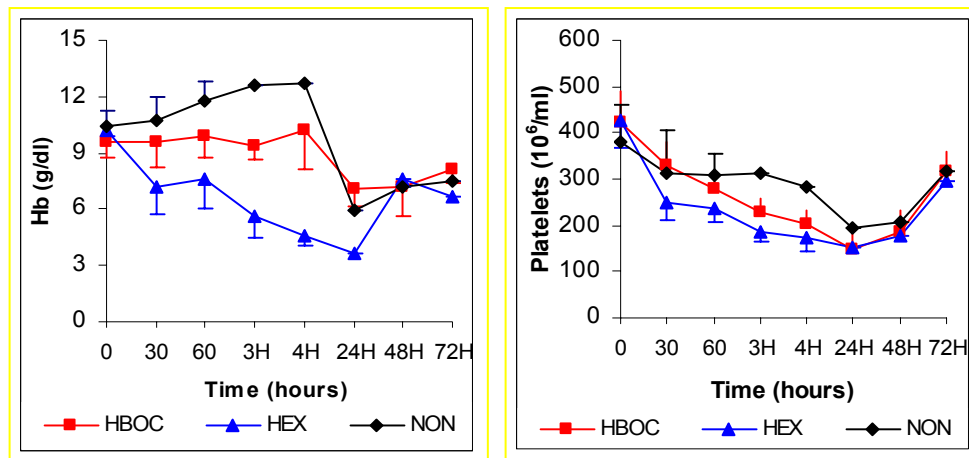 Hb (g/dl)
15
12
9
6
3
0
0 30 60 3H 4H 24H 48H 72H
Time (hours)
HBOC HEX NON
Platelets (10^6/ml)
600
500
400
300
200
100
0
0 30 60 3H 4H 24H 48H 72H
Time (hours)
HBOC HEX NON